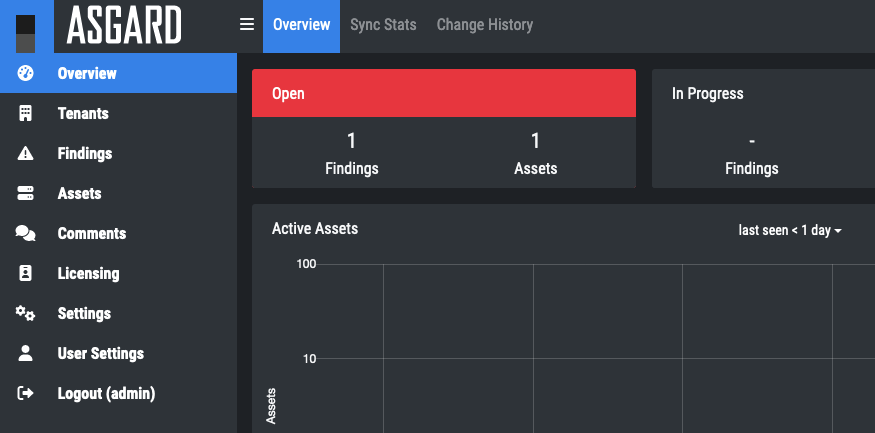 ASGARD
Overview Sync Stats Change History
Overview
Tenants
Findings
Assets
Comments
Licensing
Settings
User Settings
Logout (admin)
Open
1 1
Findings Assets
In Progress
-
Findings
Active Assets
last seen < 1 day
100
10
Assets